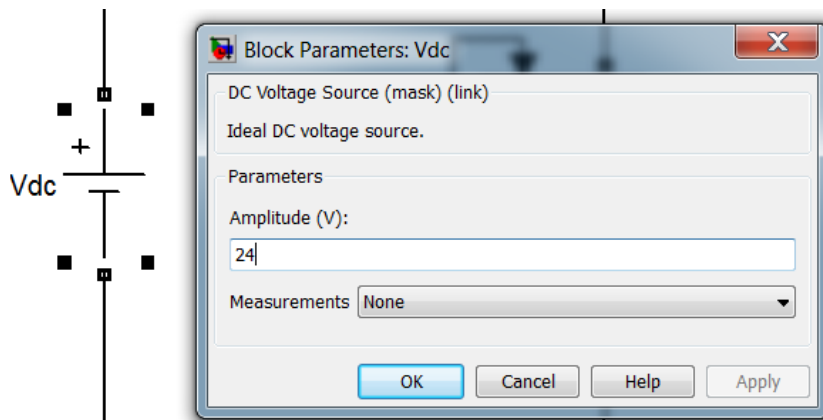 Block Parameters: Vdc
X
DC Voltage Source (mask) (link)
Ideal DC voltage source.
+
Vdc
Parameters
Amplitude (V):
24
Measurements None
OK Cancel Help Apply